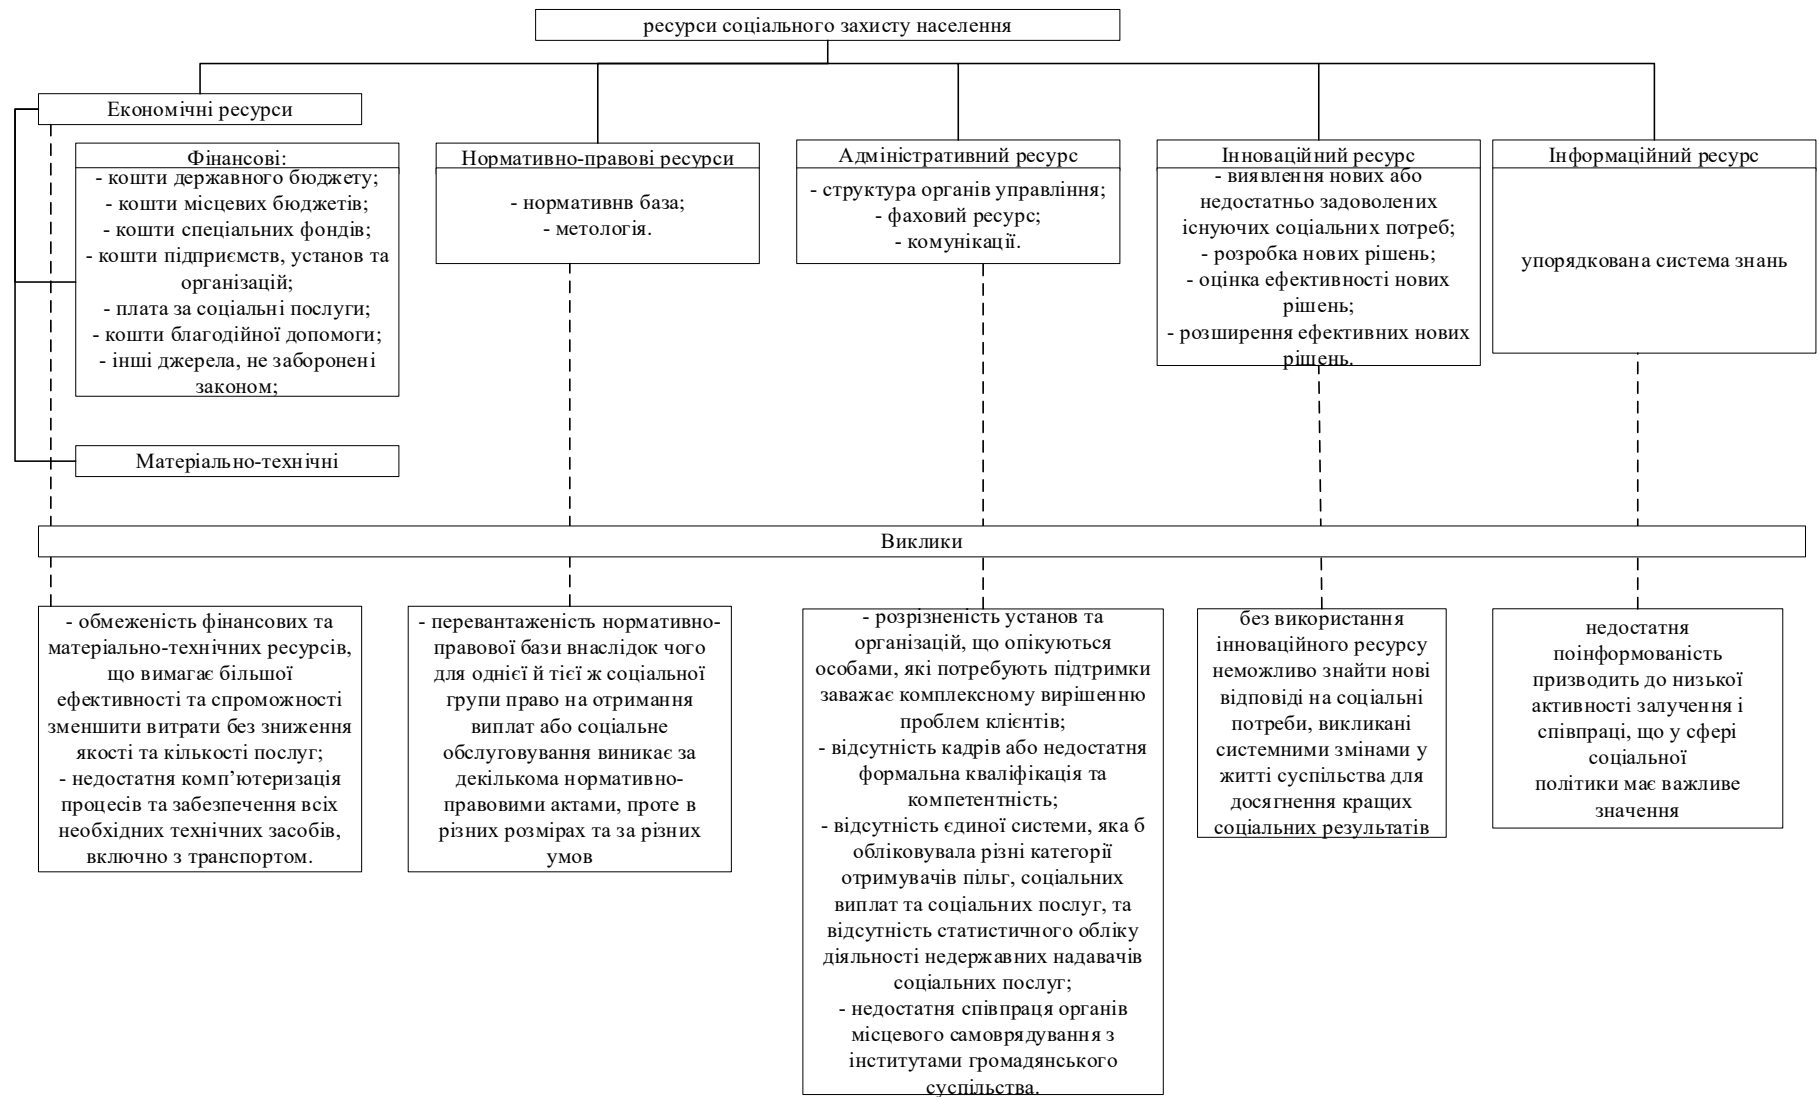 ресурси соціального захисту населення
Економічні ресурси
Фінансові:
- кошти державного бюджету;
- кошти місцевих бюджетів;
- кошти спеціальних фондів;
- кошти підприємств, установ та
організацій;
- плата за соціальні послуги;
- кошти благодійної допомоги;
- інші джерела, не заборонені
законом;
Матеріально-технічні
Нормативно-правові ресурси
- нормативнв база;
- метологія.
Адміністративний ресурс
- структура органів управління;
- фаховий ресурс;
- комунікації.
Інноваційний ресурс
- виявлення нових або
недостатньо задоволених
існуючих соціальних потреб;
- розробка нових рішень;
- оцінка ефективності нових
рішень;
- розширення ефективних нових
рішень.
Інформаційний ресурс
упорядкована система знань
Виклики
- обмеженість фінансових та
матеріально-технічних ресурсів,
що вимагає більшої
ефективності та спроможності
зменшити витрати без зниження
якості та кількості послуг;
- недостатня комп’ютеризація
процесів та забезпечення всіх
необхідних технічних засобів,
включно з транспортом.
- перевантаженість нормативно-
правової бази внаслідок чого
для однієї й тієї ж соціальної
групи право на отримання
виплат або соціальне
обслуговування виникає за
декількома нормативно-
правовими актами, проте в
різних розмірах та за різних
умов
- розрізненість установ та
організацій, що опікуються
особами, які потребують підтримки
заважає комплексному вирішенню
проблем клієнтів;
- відсутність кадрів або недостатня
формальна кваліфікація та
компетентність;
- відсутність єдиної системи, яка б
обліковувала різні категорії
отримувачів пільг, соціальних
виплат та соціальних послуг, та
відсутність статистичного обліку
діяльності недержавних надавачів
соціальних послуг;
- недостатня співпраця органів
місцевого самоврядування з
інститутами громадянського
суспільства.
без використання
інноваційного ресурсу
неможливо знайти нові
відповіді на соціальні
потреби, викликані
системними змінами у
житті суспільства для
досягнення кращих
соціальних результатів
недостатня
поінформованість
призводить до низької
активності залучення і
співпраці, що у сфері
соціальної
політики має важливе
значення